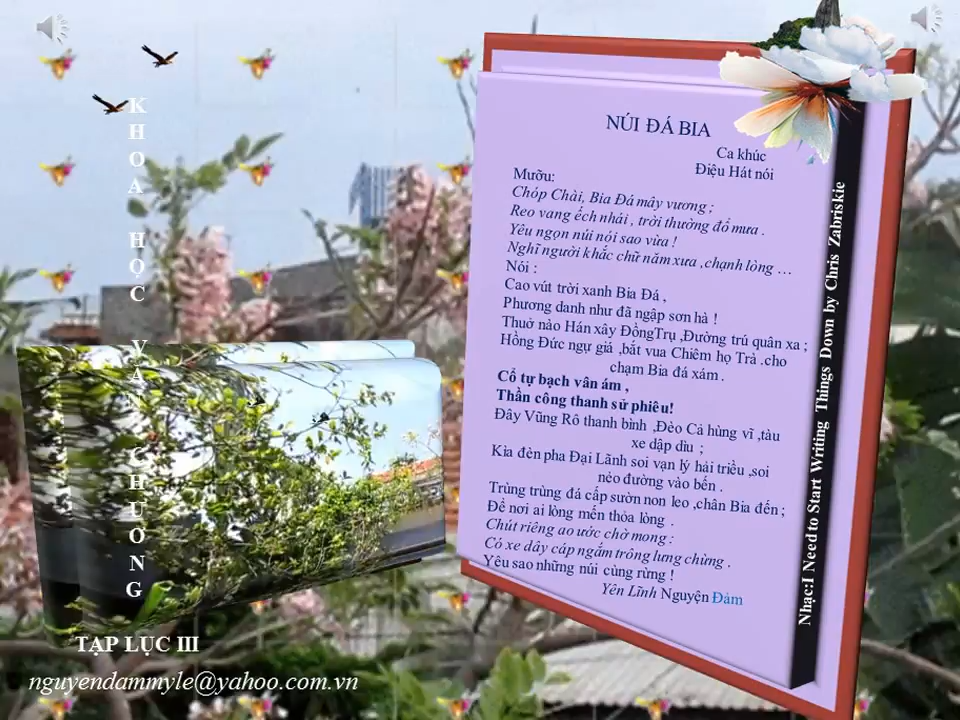 KHOA HỌC VĂN CHƯƠNG
TẠP LỤC III
nguyendammyle@yahoo.com.vn
NÚI ĐÁ BIA
Ca khúc
Điệu Hát nói
Mưỡu:
Chóp Chài, Bia Đá mây vương ;
Reo vang ếch nhái , trời thường đổ mưa .
Yêu ngọn núi nói sao vừa !
Nghĩ người khắc chữ năm xưa ,chạnh lòng …
Nói :
Cao vút trời xanh Bia Đá ,
Phương danh như đã ngập sơn hà !
Thuở nào Hán xây ĐồngTrụ ,Đường trú quân xa ;
Hồng Đức ngự giá ,bắt vua Chiêm họ Trà .cho
chạm Bia đá xám .
Cổ tự bạch vân ám ,
Thần công thanh sử phiêu!
Đây Vũng Rô thanh bình ,Đèo Cả hùng vĩ ,tàu
xe dập dìu ;
Kia đèn pha Đại Lãnh soi vạn lý hải triều ,soi
nẻo đường vào bến .
Trùng trùng đá cấp sườn non leo ,chân Bia đến ;
Để nơi ai lòng mến thỏa lòng .
Chút riêng ao ước chờ mong :
Có xe dây cáp ngắm trông lưng chừng .
Yêu sao những núi cùng rừng !
Yên Lĩnh Nguyện Đảm
Nhạc:I Need to Start Writing Things Down by Chris Zabriskie